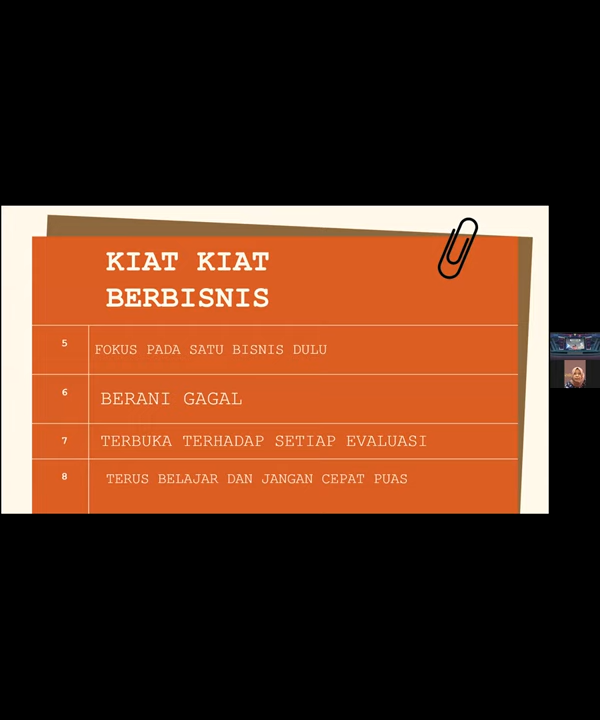 KIAT KIAT
BERBISNIS
5 FOKUS PADA SATU BISNIS DULU
6 BERANI GAGAL
7 TERBUKA TERHADAP SETIAP EVALUASI
8 TERUS BELAJAR DAN JANGAN CEPAT PUAS